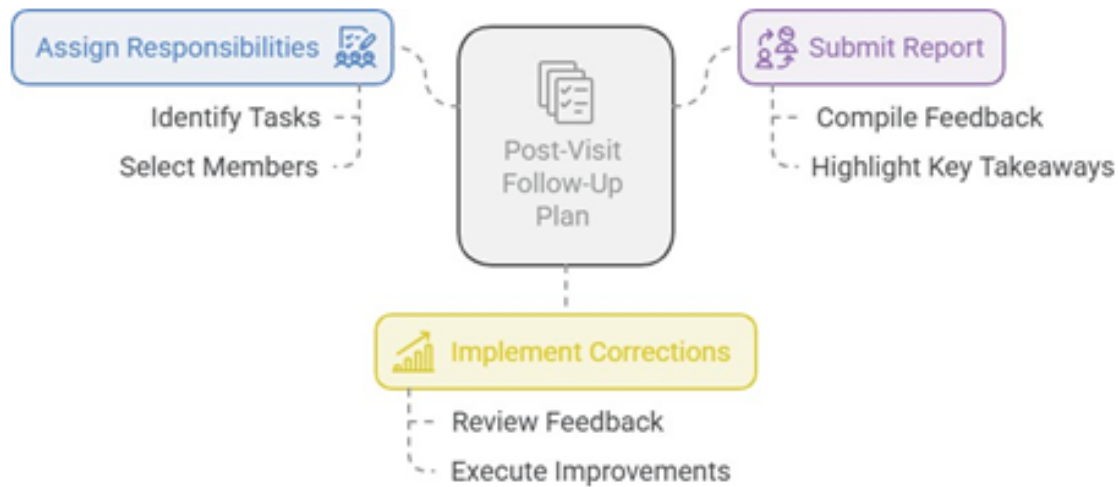 Assign Responsibilities
Identify Tasks
Select Members
Post-Visit
Follow-Up
Plan
Submit Report
Compile Feedback
Highlight Key Takeaways
Implement Corrections
Review Feedback
Execute Improvements